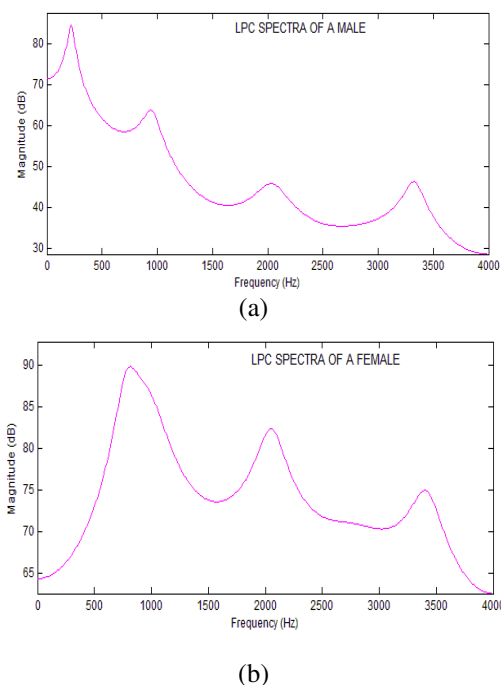 LPC SPECTRA OF A MALE
Magnitude (dB)
80
70
60
50
40
30
0 500 1000 1500 2000 2500 3000 3500 4000
Frequency (Hz)
(a)
LPC SPECTRA OF A FEMALE
Magnitude (dB)
90
85
80
75
70
65
0 500 1000 1500 2000 2500 3000 3500 4000
Frequency (Hz)
(b)